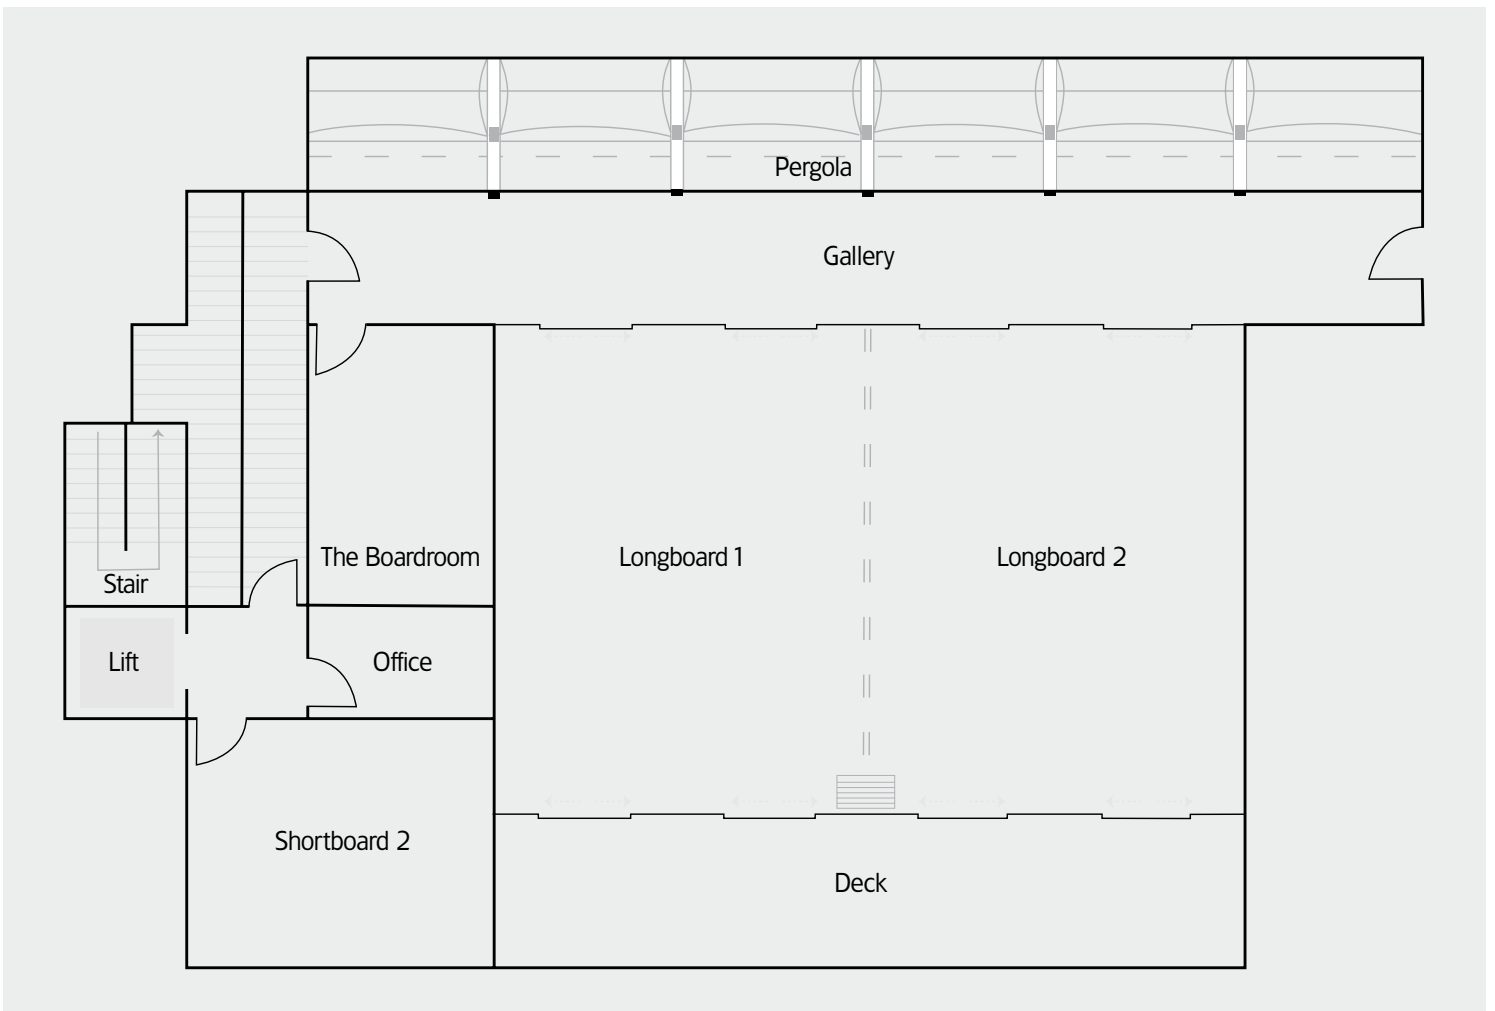 Pergola
Gallery
The Boardroom
Longboard 1
Longboard 2
Stair
Lift
Office
Shortboard 2
Deck